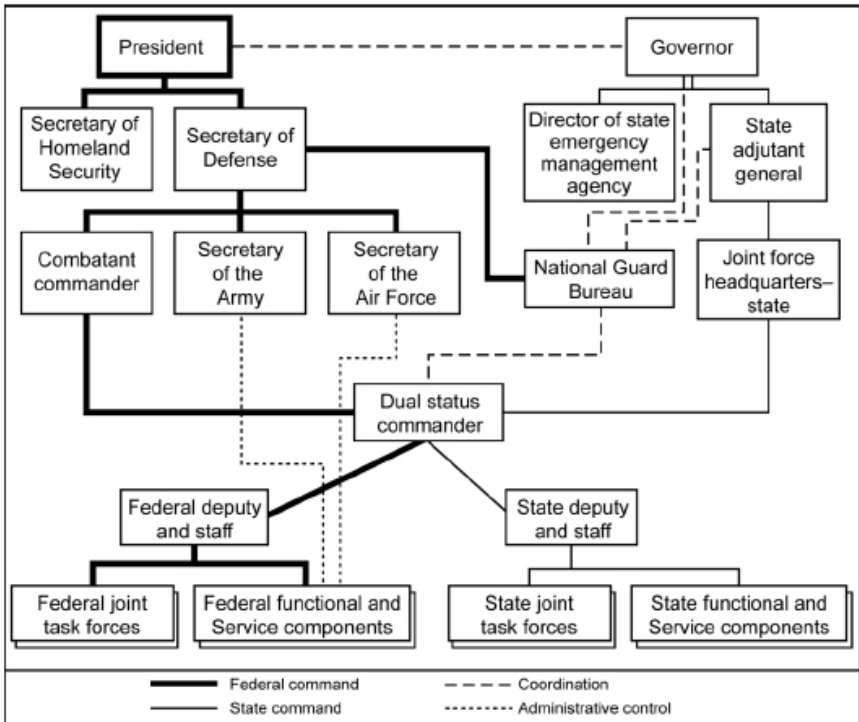 President
Governor
Secretary of
Homeland
Security
Secretary of
Defense
Director of state
emergency
management
agency
State
adjutant
general
Combatant
commander
Secretary
of the
Army
Secretary
of the
Air Force
National Guard
Bureau
Joint force
headquarters–
state
Dual status
commander
Federal deputy
and staff
State deputy
and staff
Federal joint
task forces
Federal functional and
Service components
State joint
task forces
State functional and
Service components
Federal command
Coordination
State command
Administrative control